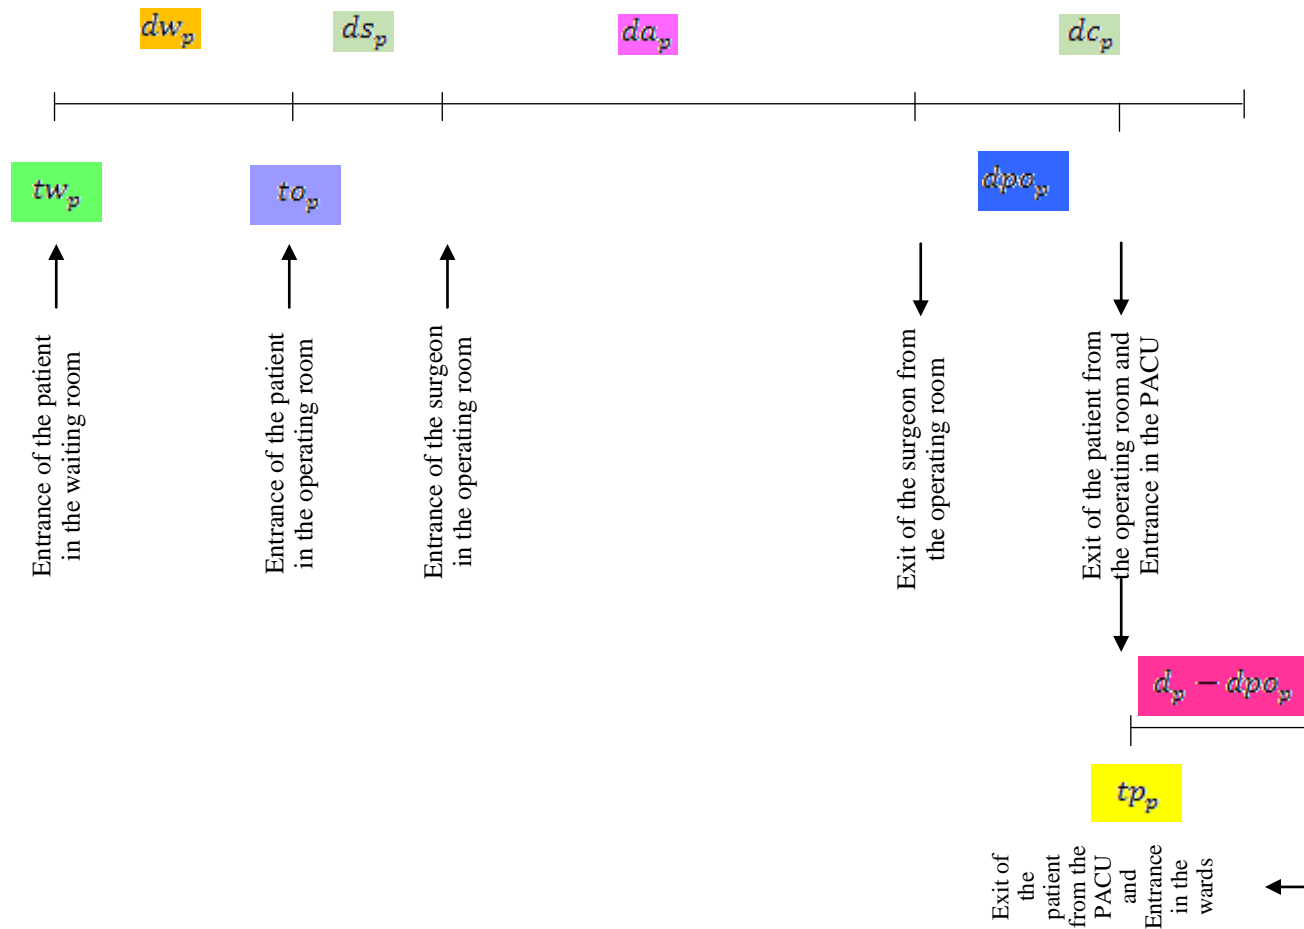 dw_p
ds_p
da_p
dc_p
tw_p
to_p
dpo_p
Entrance of the patient
in the waiting room
Entrance of the patient
in the operating room
Entrance of the surgeon
in the operating room
Exit of the surgeon from
the operating room
Exit of the patient from
the operating room and
Entrance in the PACU
d_p − dpo_p
tp_p
Exit of
the
patient
from the
PACU
and
Entrance
in the
wards